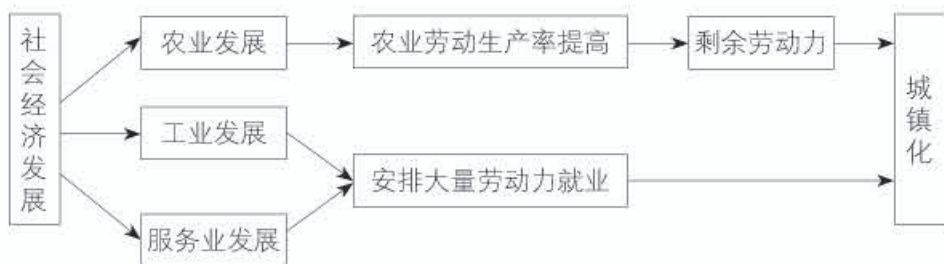 社会经济发展
农业发展
农业劳动生产率提高
剩余劳动力
工业发展
服务业发展
安排大量劳动力就业
城镇化